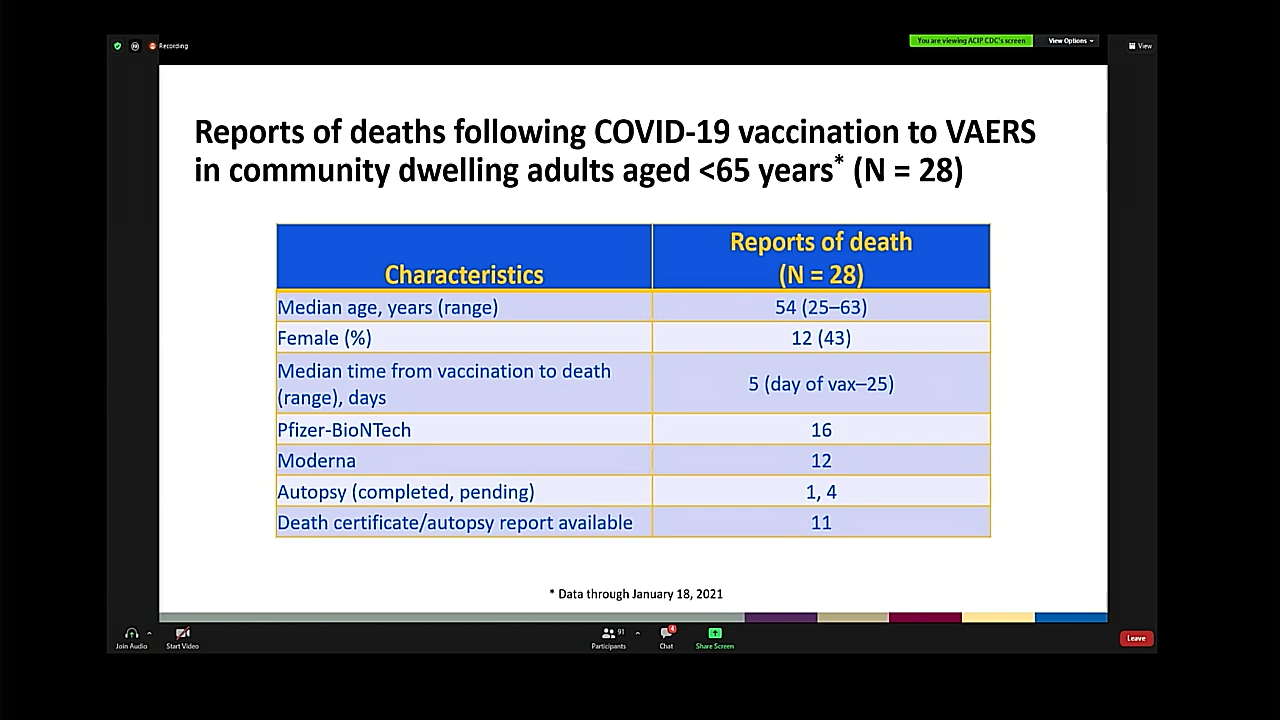 Recording
You are viewing ACIP CDC's screen
View Options
View
Reports of deaths following COVID-19 vaccination to VAERS
in community dwelling adults aged <65 years* (N = 28)
Characteristics
Reports of death
(N = 28)
Median age, years (range)
54 (25–63)
Female (%)
12 (43)
Median time from vaccination to death
(range), days
5 (day of vax–25)
Pfizer-BioNTech
16
Moderna
12
Autopsy (completed, pending)
1, 4
Death certificate/autopsy report available
11
* Data through January 18, 2021
Join Audio
Start Video
91
Participants
4
Chat
Share Screen
Leave